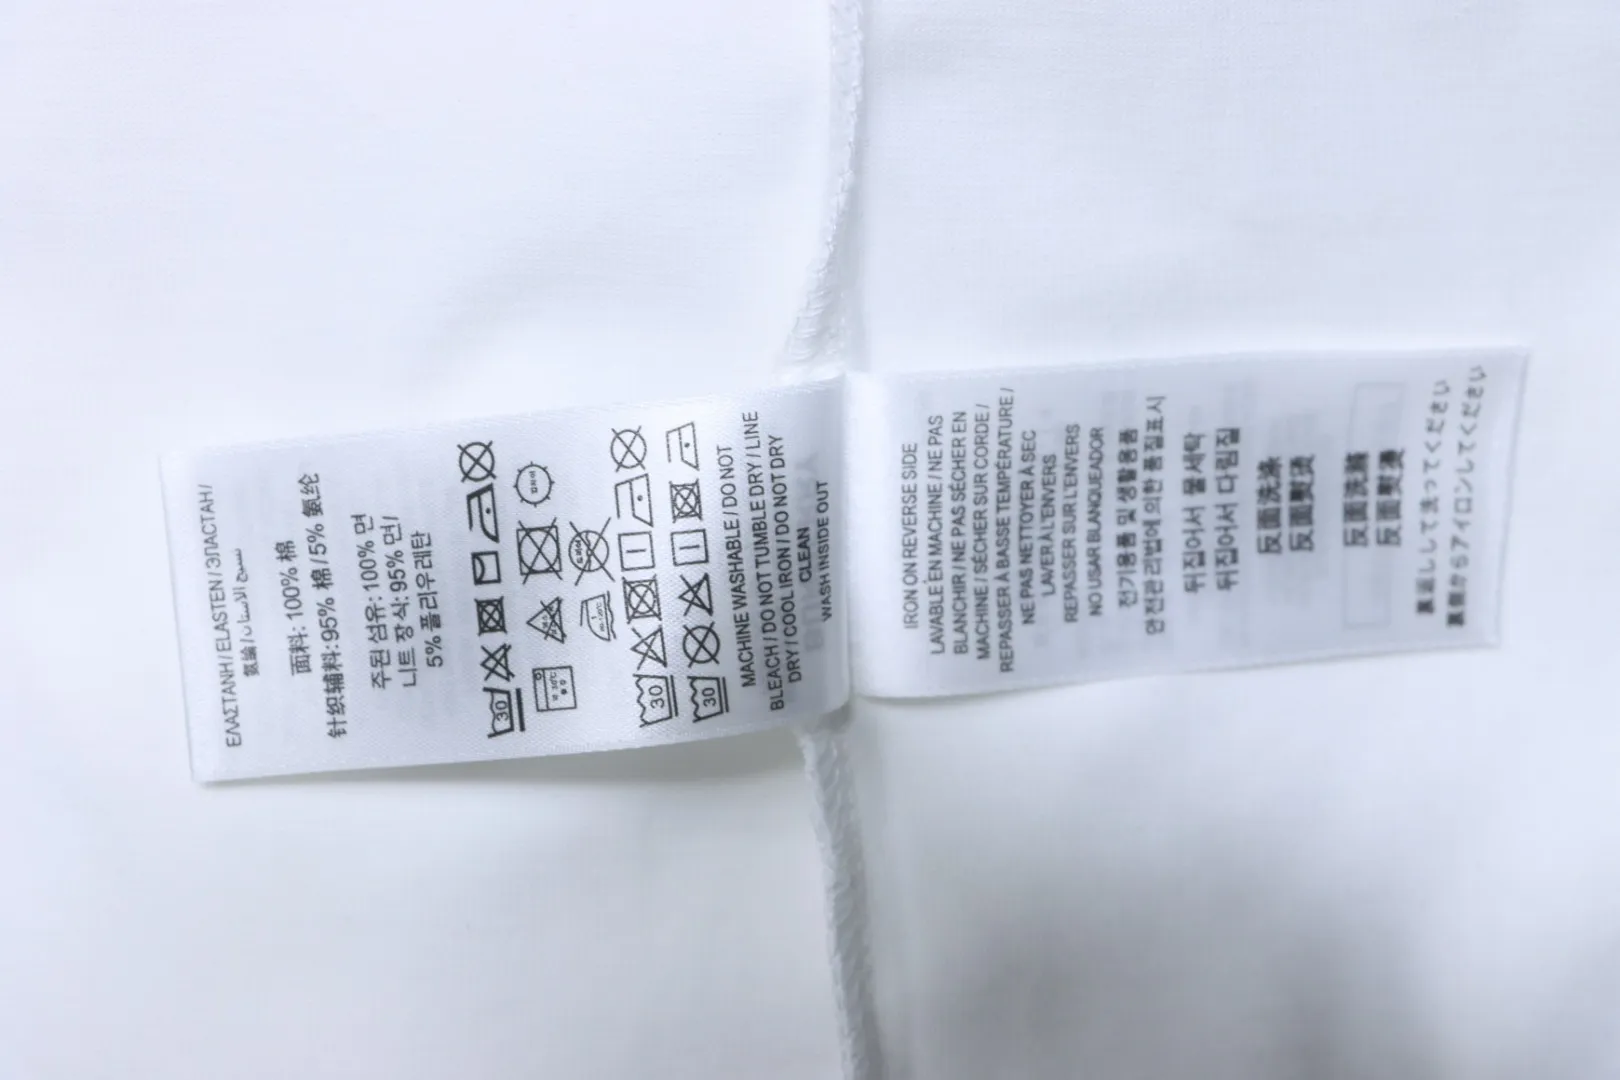 ΕΛΑΣΤΑΝΗ / ELASTEN / ЭПАСТАН /
面料: 100% 棉
针织辅料:95% 棉 / 5% 氨纶
주된 섬유: 100% 면
니트 장식: 95% 면/
5% 폴리우레탄
30
30
30
MACHINE WASHABLE / DO NOT
BLEACH / DO NOT TUMBLE DRY / LINE
DRY / COOL IRON / DO NOT DRY
CLEAN
WASH INSIDE OUT
IRON ON REVERSE SIDE
LAVABLE EN MACHINE / NE PAS
BLANCHIR / NE PAS SÉCHER EN
MACHINE / SÉCHER SUR CORDE /
REPASSER À BASSE TEMPÉRATURE /
NE PAS NETTOYER À SEC
LAVER À L'ENVERS
REPASSER SUR L'ENVERS
NO USAR BLANQUEADOR
전기용품 및 생활용품
안전관리법에 의한 품질표시
뒤집어서 물세탁
뒤집어서 다림질
反面洗涤
反面熨烫
反面洗滌
反面熨燙
裏返しして洗ってください
裏側からアイロンしてください